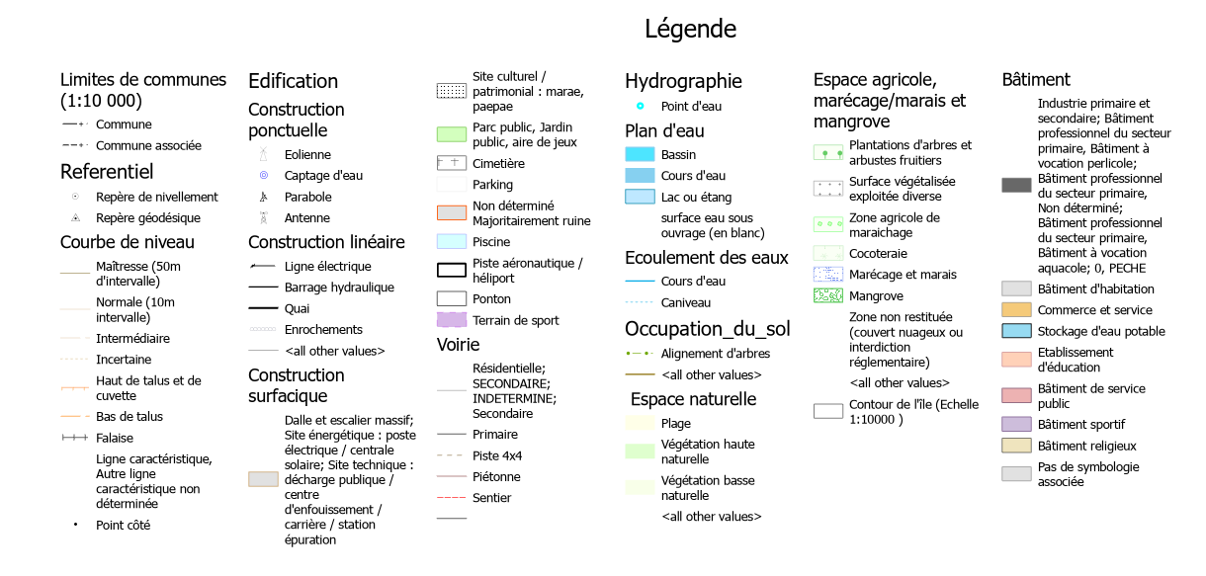 Légende
Limites de communes
(1:10 000)
Commune
Commune associée
Referentiel
Repère de nivellement
Repère géodésique
Courbe de niveau
Maîtresse (50m
d'intervalle)
Normale (10m
intervalle)
Intermédiaire
Incertaine
Haut de talus et de
cuvette
Bas de talus
Falaise
Ligne caractéristique,
Autre ligne
caractéristique non
déterminée
Point côté
Edification
Construction
ponctuelle
Eolienne
Captage d'eau
Parabole
Antenne
Construction linéaire
Ligne électrique
Barrage hydraulique
Quai
Enrochements
<all other values>
Construction
surfacique
Dalle et escalier massif;
Site énergétique : poste
électrique / centrale
solaire; Site technique :
décharge publique /
centre
d'enfouissement /
carrière / station
épuration
Site culturel /
patrimonial : marae,
paepae
Parc public, Jardin
public, aire de jeux
Cimetière
Parking
Non déterminé
Majoritairement ruine
Piscine
Piste aéronautique /
héliport
Ponton
Terrain de sport
Voirie
Résidentielle;
SECONDAIRE;
INDETERMINE;
Secondaire
Primaire
Piste 4x4
Piétonne
Sentier
Hydrographie
Point d'eau
Plan d'eau
Bassin
Cours d'eau
Lac ou étang
surface eau sous
ouvrage (en blanc)
Ecoulement des eaux
Cours d'eau
Caniveau
Occupation_du_sol
Alignement d'arbres
<all other values>
Espace naturelle
Plage
Végétation haute
naturelle
Végétation basse
naturelle
<all other values>
Espace agricole,
marécage/marais et
mangrove
Plantations d'arbres et
arbustes fruitiers
Surface végétalisée
exploitée diverse
Zone agricole de
maraichage
Cocoteraie
Marécage et marais
Mangrove
Zone non restituée
(couvert nuageux ou
interdiction
réglementaire)
<all other values>
Contour de l'île (Echelle
1:10000 )
Bâtiment
Industrie primaire et
secondaire; Bâtiment
professionnel du secteur
primaire, Bâtiment à
vocation perlicole;
Bâtiment professionnel
du secteur primaire,
Non déterminé;
Bâtiment professionnel
du secteur primaire,
Bâtiment à vocation
aquacole; 0, PECHE
Bâtiment d'habitation
Commerce et service
Stockage d'eau potable
Etablissement
d'éducation
Bâtiment de service
public
Bâtiment sportif
Bâtiment religieux
Pas de symbologie
associée